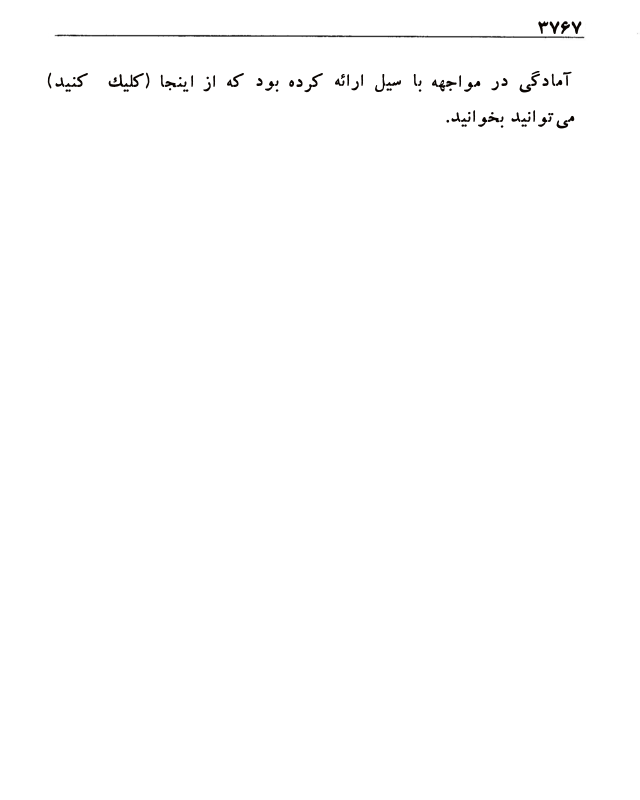 ۳۷۶۷
آمادگی در مواجهه با سیل ارائه کرده بود که از اینجا (کلیك کنید)
می‌توانید بخوانید.